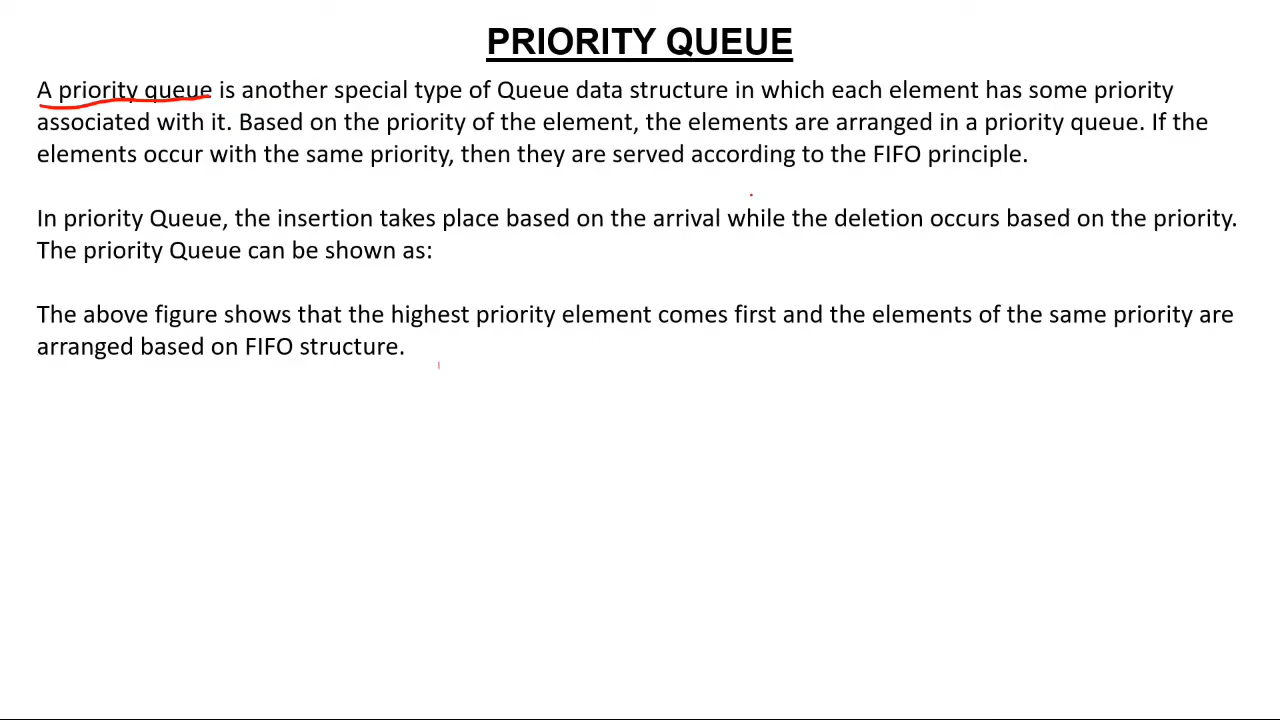 PRIORITY QUEUE
A priority queue is another special type of Queue data structure in which each element has some priority
associated with it. Based on the priority of the element, the elements are arranged in a priority queue. If the
elements occur with the same priority, then they are served according to the FIFO principle.
In priority Queue, the insertion takes place based on the arrival while the deletion occurs based on the priority.
The priority Queue can be shown as:
The above figure shows that the highest priority element comes first and the elements of the same priority are
arranged based on FIFO structure.